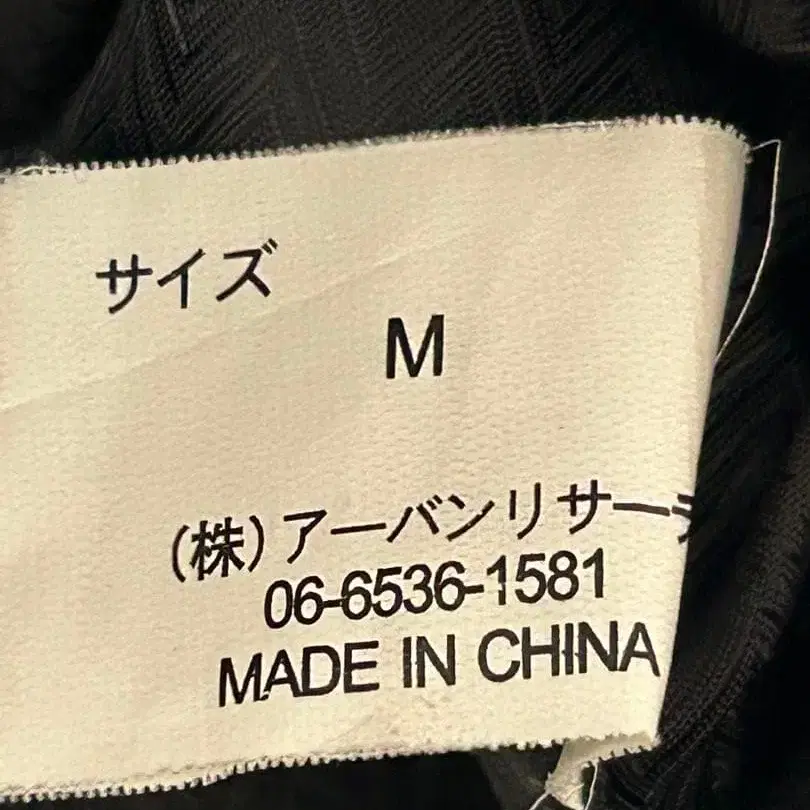 サイズ
M
(株)アーバンリサー
06-6536-1581
MADE IN CHINA